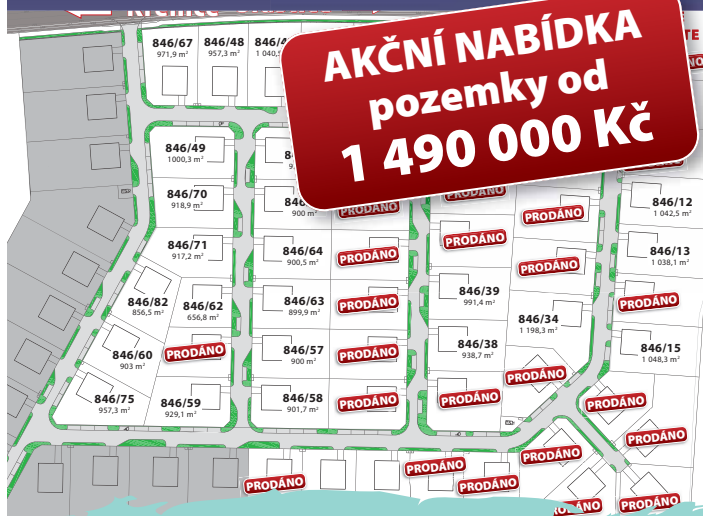 AKČNÍ NABÍDKA
pozemky od
1 490 000 Kč
846/67
971,9 m²
846/48
957,3 m²
846/49
1000,3 m²
846/70
918,9 m²
900 m²
PRODÁNO
PRODÁNO
PRODÁNO
846/12
1 042,5 m²
846/71
917,2 m²
846/64
900,5 m²
PRODÁNO
PRODÁNO
PRODÁNO
846/13
1 038,1 m²
846/82
856,5 m²
846/62
656,8 m²
846/63
899,9 m²
PRODÁNO
846/39
991,4 m²
846/34
1 198,3 m²
PRODÁNO
846/60
903 m²
PRODÁNO
846/57
900 m²
PRODÁNO
846/38
938,7 m²
PRODÁNO
846/15
1 048,3 m²
846/75
957,3 m²
846/59
929,1 m²
846/58
901,7 m²
PRODÁNO
PRODÁNO
PRODÁNO
PRODÁNO
PRODÁNO
PRODÁNO
PRODÁNO
PRODÁNO
PRODÁNO
PRODÁNO